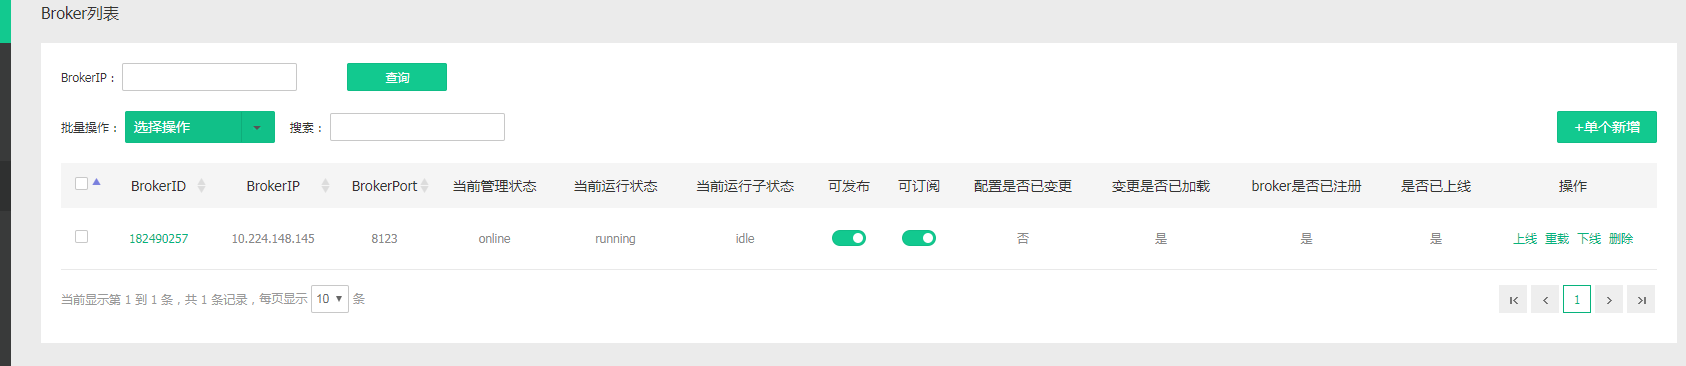 Broker列表
BrokerIP： 查询
批量操作： 选择操作 搜索： +单个新增
BrokerID BrokerIP BrokerPort 当前管理状态 当前运行状态 当前运行子状态 可发布 可订阅 配置是否已变更 变更是否已加载 broker是否已注册 是否已上线 操作
182490257 10.224.148.145 8123 online running idle 否 是 是 是 上线 重载 下线 删除
当前显示第 1 到 1 条，共 1 条记录，每页显示 10 条 1